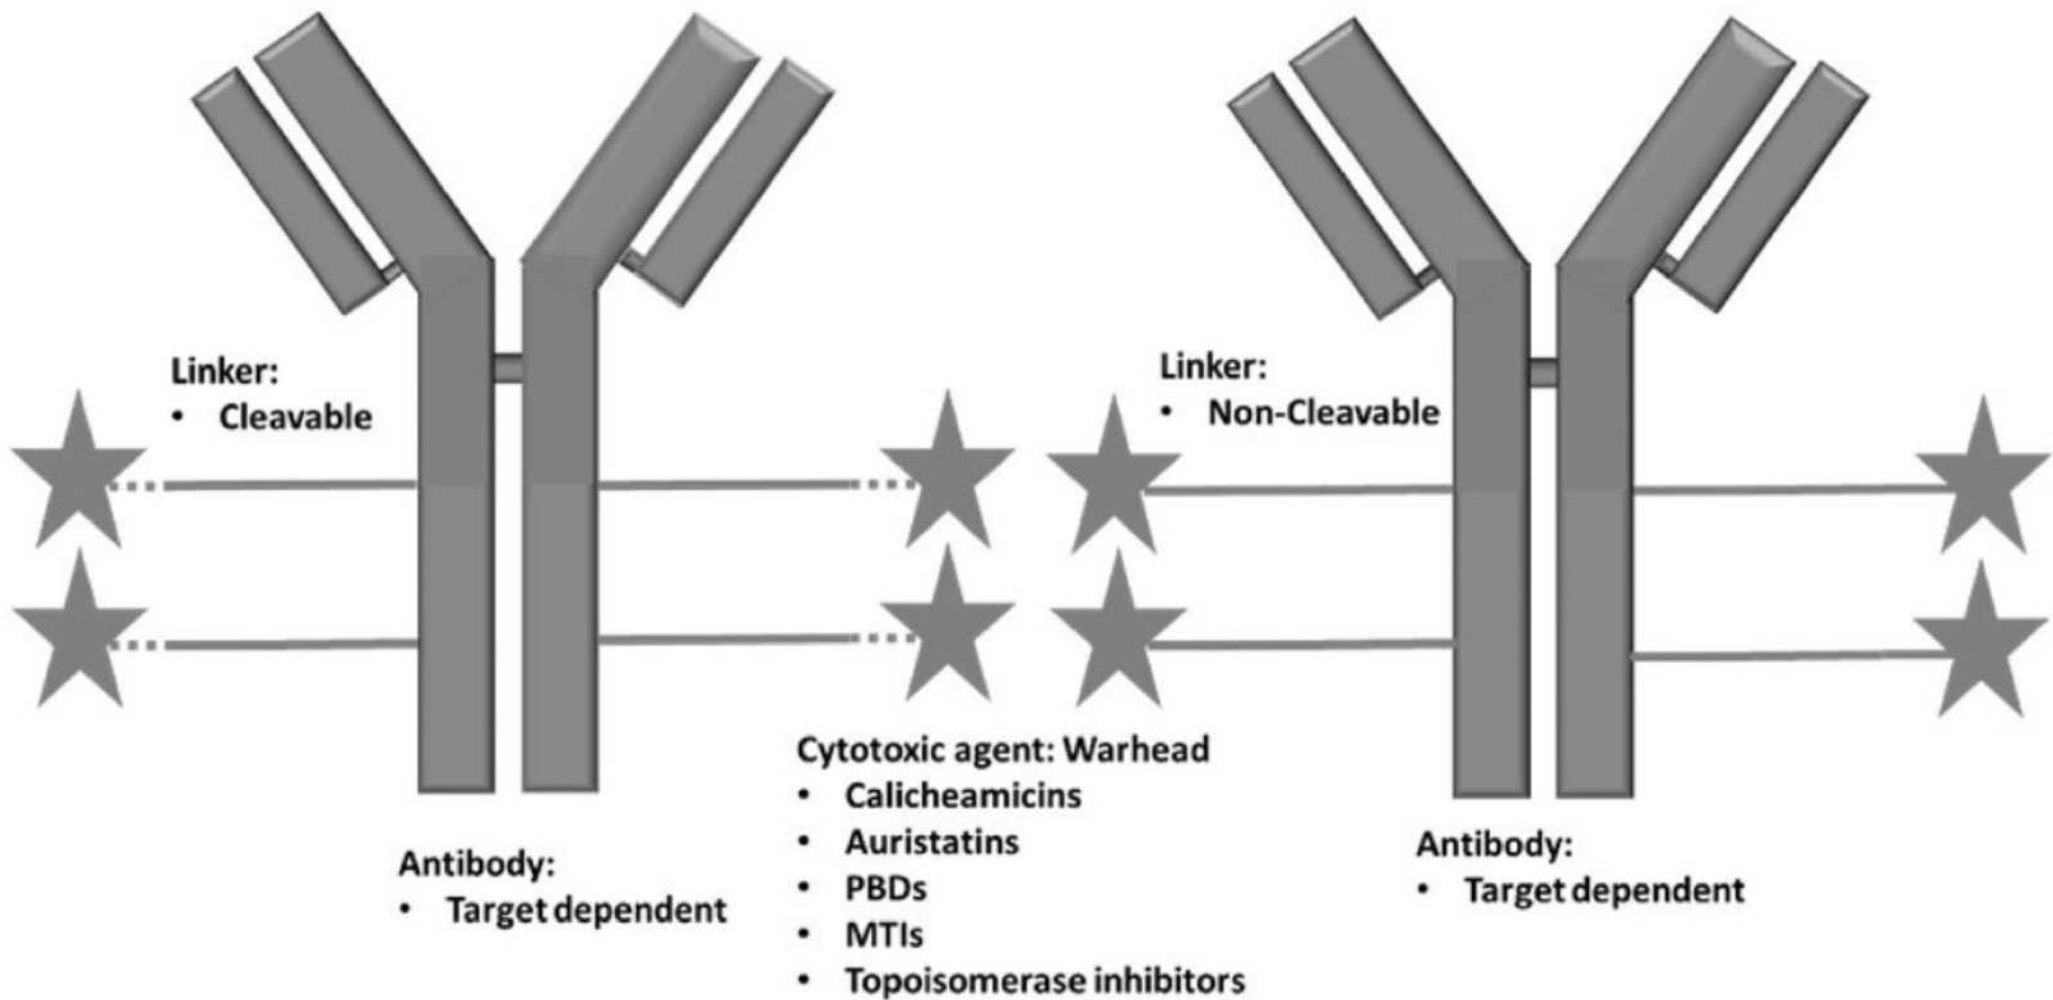 Linker:
• Cleavable
Linker:
• Non-Cleavable
Cytotoxic agent: Warhead
• Calicheamicins
• Auristatins
• PBDs
• MTIs
• Topoisomerase inhibitors
Antibody:
• Target dependent
Antibody:
• Target dependent